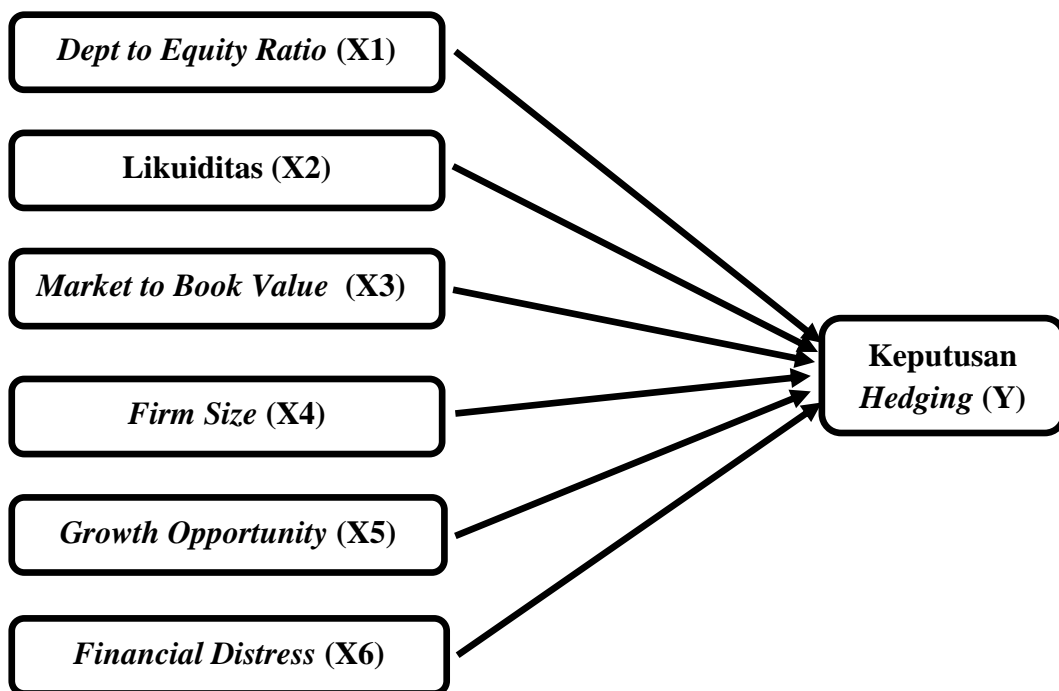 Dept to Equity Ratio (X1)
Likuiditas (X2)
Market to Book Value (X3)
Firm Size (X4)
Growth Opportunity (X5)
Financial Distress (X6)
Keputusan
Hedging (Y)